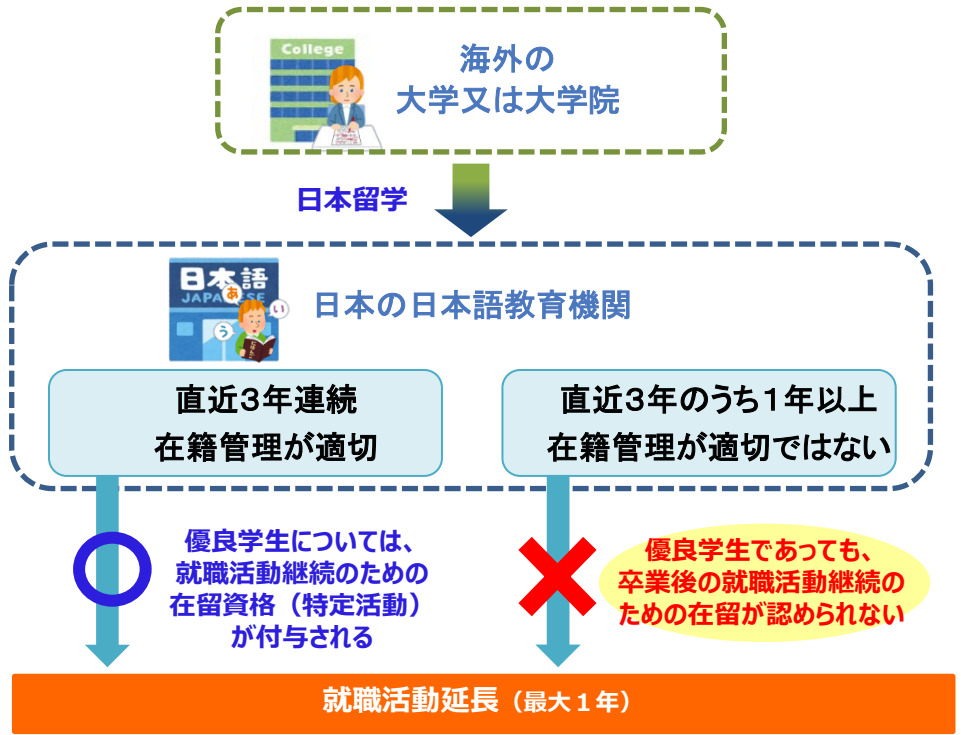 College
海外の
大学又は大学院
日本留学
日本語
JAPANESE
あ
い
う
日本の日本語教育機関
直近３年連続
在籍管理が適切
直近３年のうち１年以上
在籍管理が適切ではない
優良学生については、
就職活動継続のための
在留資格（特定活動）
が付与される
優良学生であっても、
卒業後の就職活動継続の
ための在留が認められない
就職活動延長（最大１年）